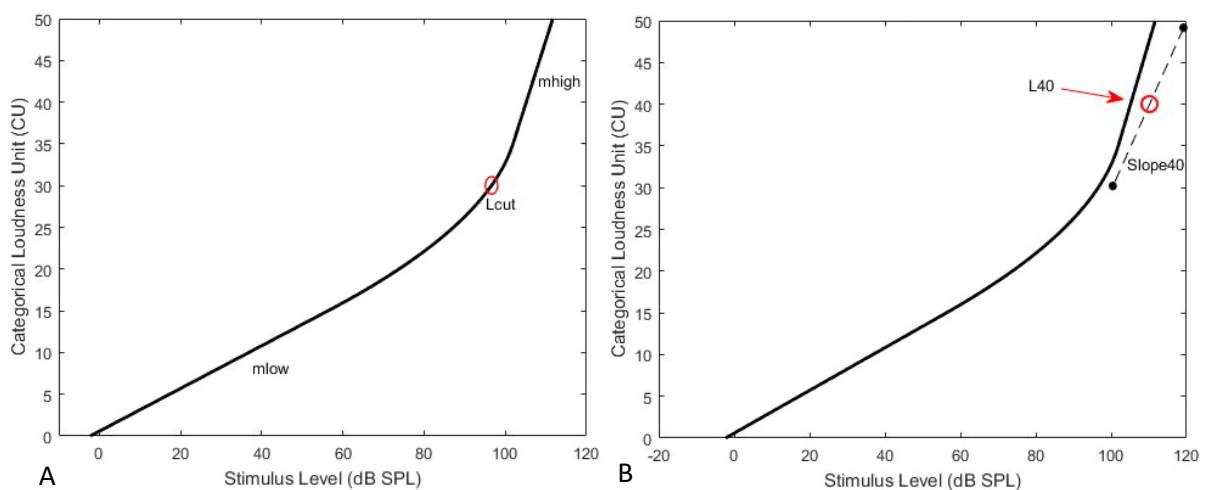 50
45
40
35
30
25
20
15
10
5
0
Categorical Loudness Unit (CU)
mhigh
Lcut
mlow
0 20 40 60 80 100 120
Stimulus Level (dB SPL)
A
50
45
40
35
30
25
20
15
10
5
0
Categorical Loudness Unit (CU)
L40
Slope40
-20 0 20 40 60 80 100 120
Stimulus Level (dB SPL)
B